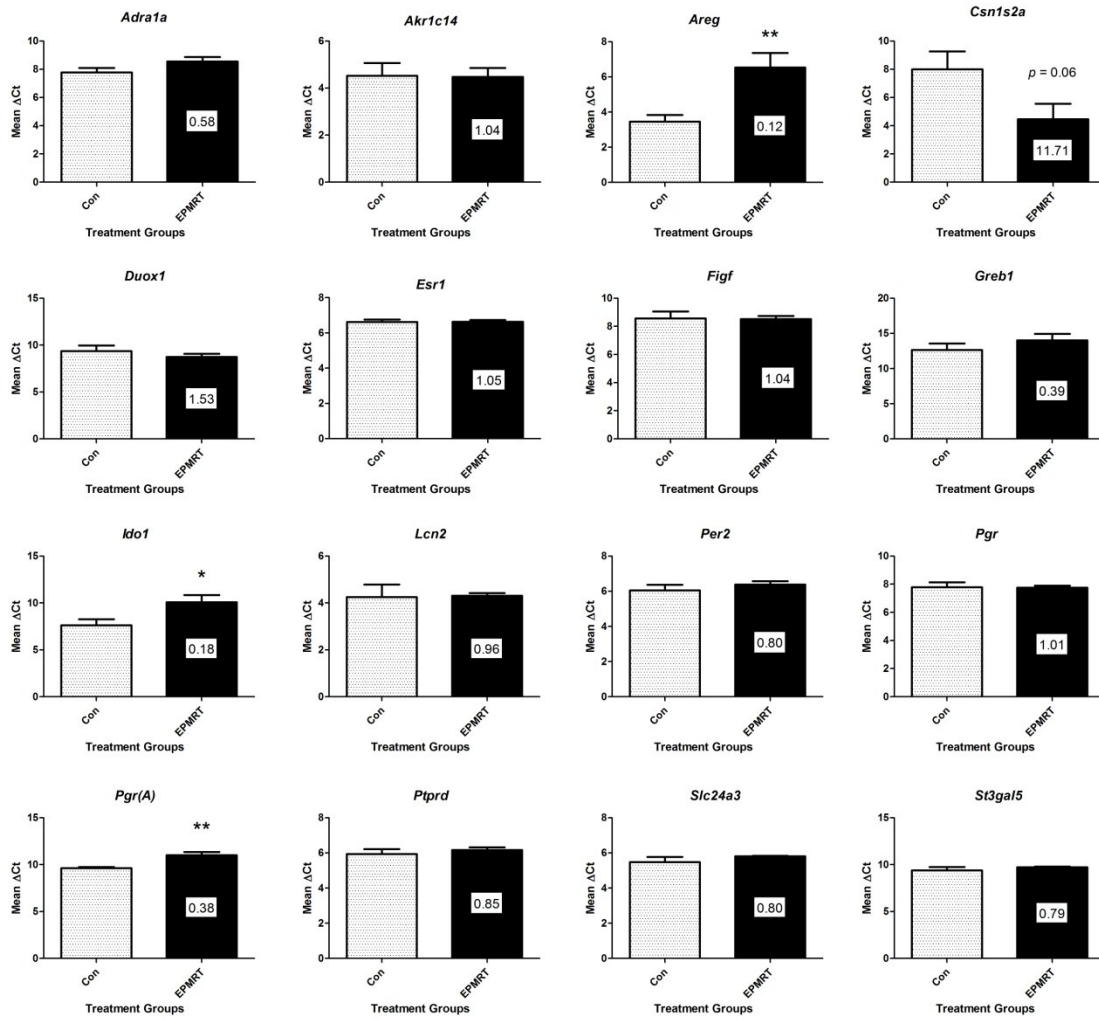 Adra1a
Mean ΔCt
10
8
6
4
2
0
0.58
Con
EPMRT
Treatment Groups
Akr1c14
Mean ΔCt
6
4
2
0
1.04
Con
EPMRT
Treatment Groups
Areg
Mean ΔCt
8
6
4
2
0
**
0.12
Con
EPMRT
Treatment Groups
Csn1s2a
Mean ΔCt
10
8
6
4
2
0
p = 0.06
11.71
Con
EPMRT
Treatment Groups
Duox1
Mean ΔCt
15
10
5
0
1.53
Con
EPMRT
Treatment Groups
Esr1
Mean ΔCt
8
6
4
2
0
1.05
Con
EPMRT
Treatment Groups
Figf
Mean ΔCt
10
8
6
4
2
0
1.04
Con
EPMRT
Treatment Groups
Greb1
Mean ΔCt
20
15
10
5
0
0.39
Con
EPMRT
Treatment Groups
Ido1
Mean ΔCt
15
10
5
0
*
0.18
Con
EPMRT
Treatment Groups
Lcn2
Mean ΔCt
6
4
2
0
0.96
Con
EPMRT
Treatment Groups
Per2
Mean ΔCt
8
6
4
2
0
0.80
Con
EPMRT
Treatment Groups
Pgr
Mean ΔCt
10
8
6
4
2
0
1.01
Con
EPMRT
Treatment Groups
Pgr(A)
Mean ΔCt
15
10
5
0
**
0.38
Con
EPMRT
Treatment Groups
Ptprd
Mean ΔCt
8
6
4
2
0
0.85
Con
EPMRT
Treatment Groups
Slc24a3
Mean ΔCt
8
6
4
2
0
0.80
Con
EPMRT
Treatment Groups
St3gal5
Mean ΔCt
15
10
5
0
0.79
Con
EPMRT
Treatment Groups